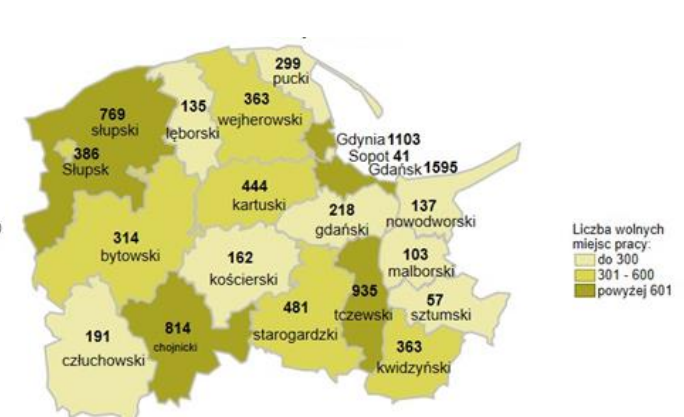 299
pucki
769
słupski
135
lęborski
363
wejherowski
386
Słupsk
Gdynia 1103
Sopot 41
Gdańsk 1595
444
kartuski
218
gdański
137
nowodworski
314
bytowski
162
kościerski
103
malborski
935
tczewski
57
sztumski
481
starogardzki
191
człuchowski
814
chojnicki
363
kwidzyński
Liczba wolnych
miejsc pracy:
do 300
301 - 600
powyżej 601